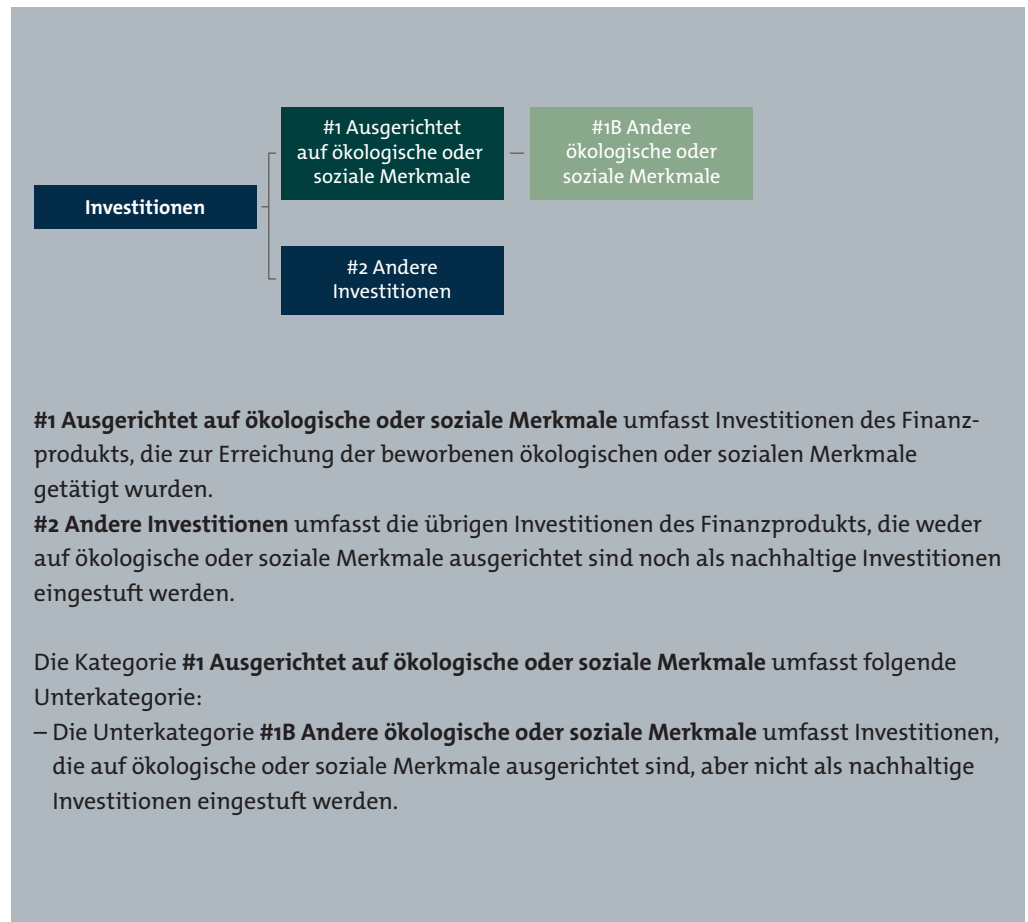 #1 Ausgerichtet
auf ökologische oder
soziale Merkmale
#1B Andere
ökologische oder
soziale Merkmale
Investitionen
#2 Andere
Investitionen
#1 Ausgerichtet auf ökologische oder soziale Merkmale umfasst Investitionen des Finanz-
produkts, die zur Erreichung der beworbenen ökologischen oder sozialen Merkmale
getätigt wurden.
#2 Andere Investitionen umfasst die übrigen Investitionen des Finanzprodukts, die weder
auf ökologische oder soziale Merkmale ausgerichtet sind noch als nachhaltige Investitionen
eingestuft werden.
Die Kategorie #1 Ausgerichtet auf ökologische oder soziale Merkmale umfasst folgende
Unterkategorie:
– Die Unterkategorie #1B Andere ökologische oder soziale Merkmale umfasst Investitionen,
die auf ökologische oder soziale Merkmale ausgerichtet sind, aber nicht als nachhaltige
Investitionen eingestuft werden.